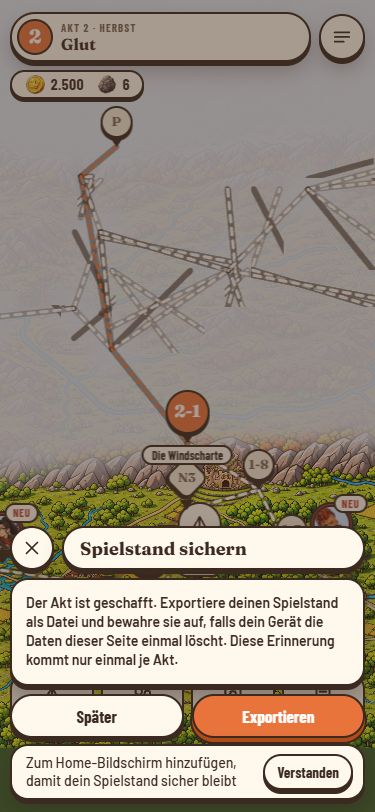 2
AKT 2 · HERBST
Glut
2.500
6
P
2-1
Die Windscharte
N3
1-8
NEU
NEU
Spielstand sichern
Der Akt ist geschafft. Exportiere deinen Spielstand
als Datei und bewahre sie auf, falls dein Gerät die
Daten dieser Seite einmal löscht. Diese Erinnerung
kommt nur einmal je Akt.
Später
Exportieren
Zum Home-Bildschirm hinzufügen,
damit dein Spielstand sicher bleibt
Verstanden